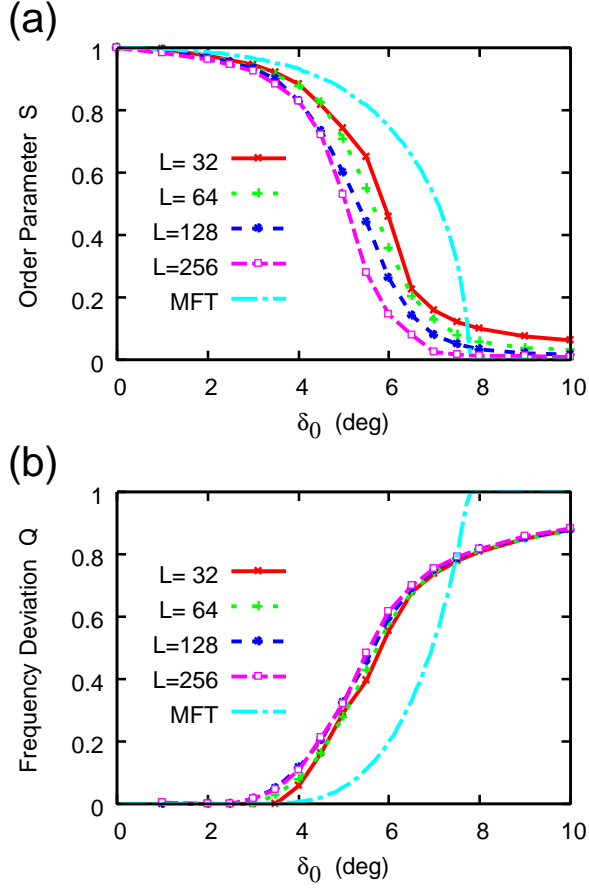 (a)
Order Parameter S
1
0.8
0.6
0.4
0.2
0
L= 32
L= 64
L=128
L=256
MFT
0 2 4 6 8 10
δ0 (deg)
(b)
Frequency Deviation Q
1
0.8
0.6
0.4
0.2
0
L= 32
L= 64
L=128
L=256
MFT
0 2 4 6 8 10
δ0 (deg)